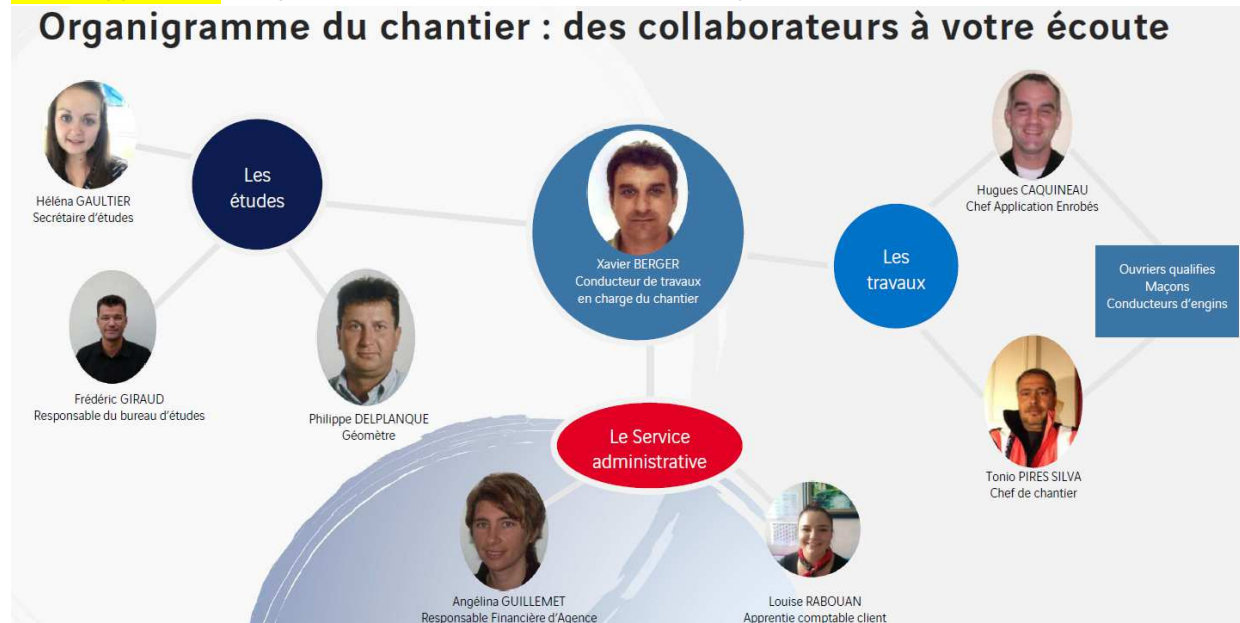 Organigramme du chantier : des collaborateurs à votre écoute
Héléna GAULTIER
Secrétaire d'études
Les
études
Frédéric GIRAUD
Responsable du bureau d'études
Philippe DELPLANQUE
Géomètre
Xavier BERGER
Conducteur de travaux
en charge du chantier
Le Service
administrative
Angélina GUILLEMET
Responsable Financière d'Agence
Louise RABOUAN
Apprentie comptable client
Les
travaux
Hugues CAQUINEAU
Chef Application Enrobés
Ouvriers qualifies
Maçons
Conducteurs d'engins
Tonio PIRES SILVA
Chef de chantier